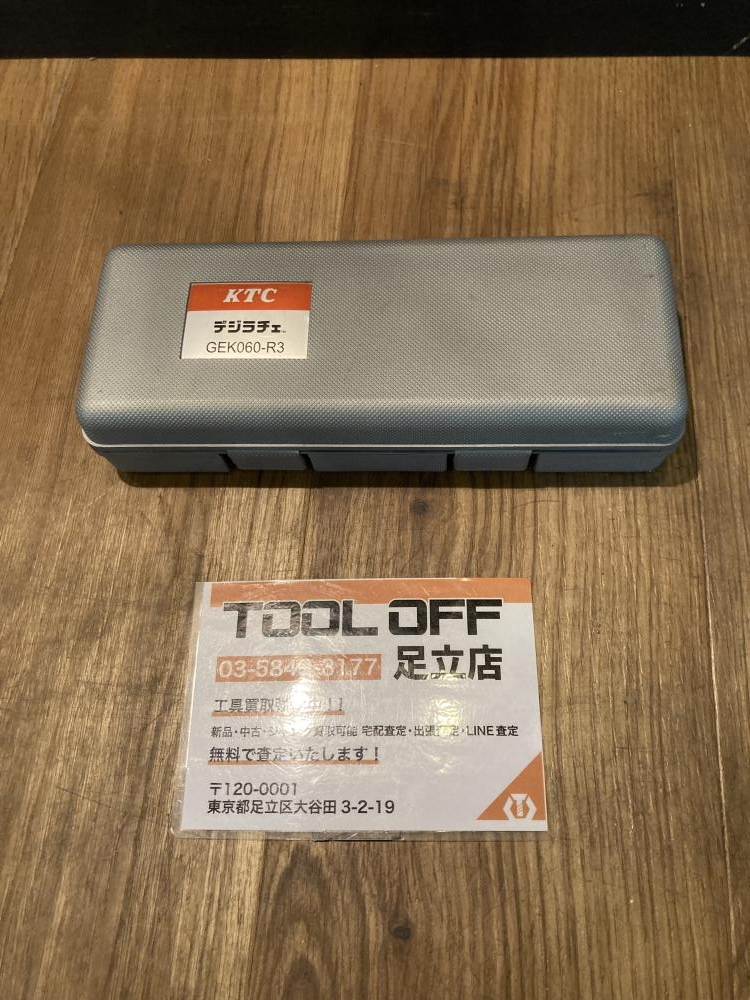 KTC
デジラチェ™
GEK060-R3
TOOL OFF
足立店
工具買取
新品・中古・ 買取可能 宅配査定・出張査定・LINE査定
無料で査定いたします!
〒120-0001
東京都足立区大谷田 3-2-19